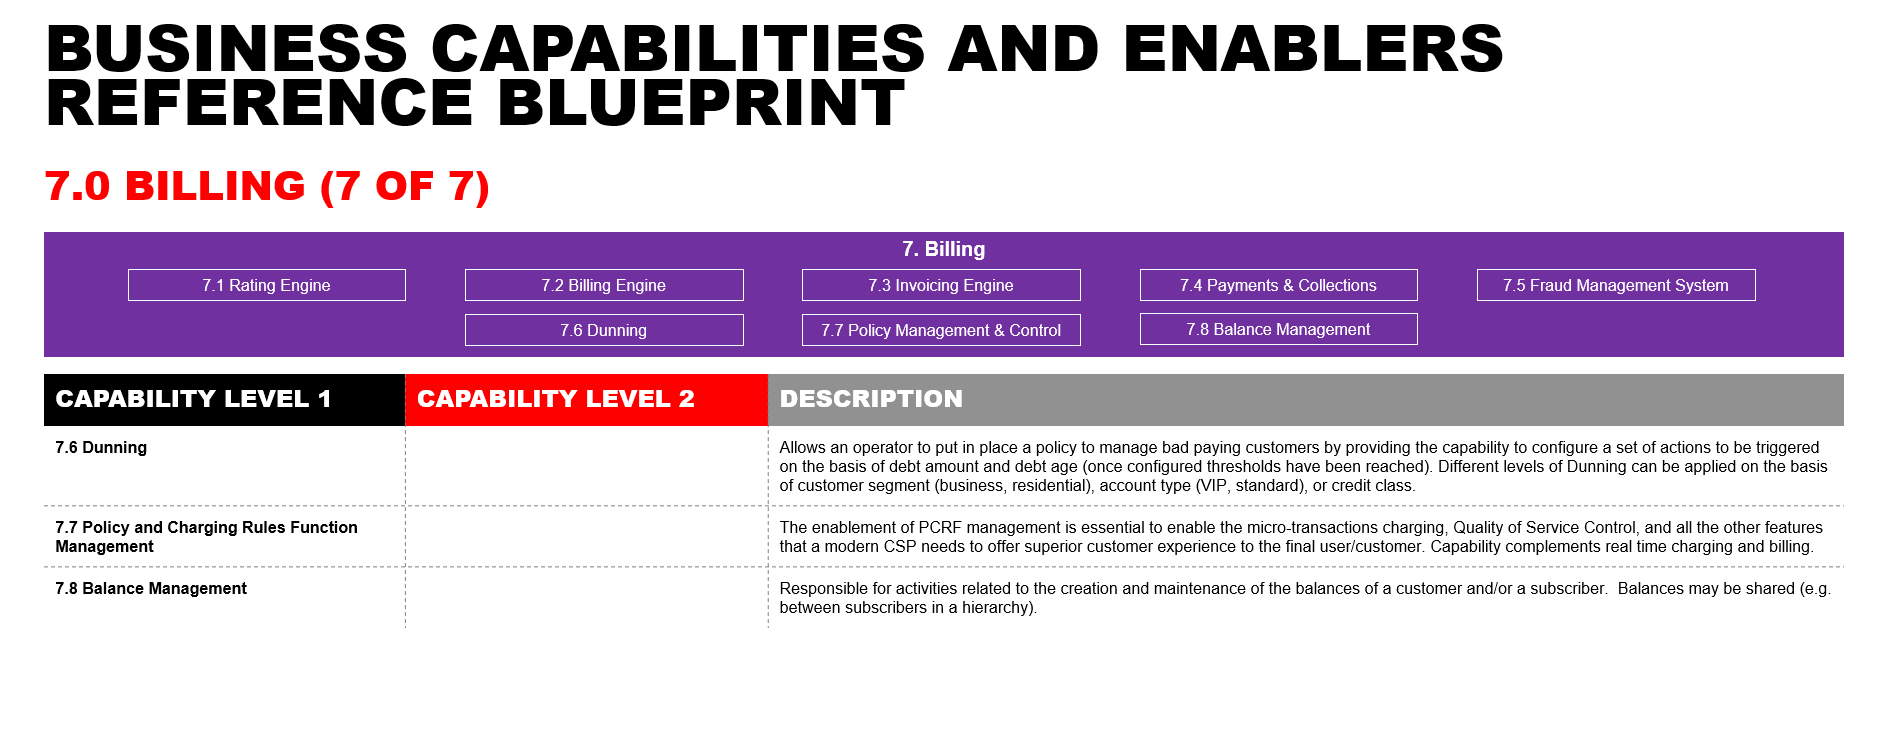 BUSINESS CAPABILITIES AND ENABLERS
REFERENCE BLUEPRINT
7.0 BILLING (7 OF 7)
7. Billing
7.1 Rating Engine
7.2 Billing Engine
7.3 Invoicing Engine
7.4 Payments & Collections
7.5 Fraud Management System
7.6 Dunning
7.7 Policy Management & Control
7.8 Balance Management
CAPABILITY LEVEL 1
CAPABILITY LEVEL 2
DESCRIPTION
7.6 Dunning
Allows an operator to put in place a policy to manage bad paying customers by providing the capability to configure a set of actions to be triggered
on the basis of debt amount and debt age (once configured thresholds have been reached). Different levels of Dunning can be applied on the basis
of customer segment (business, residential), account type (VIP, standard), or credit class.
7.7 Policy and Charging Rules Function
Management
The enablement of PCRF management is essential to enable the micro-transactions charging, Quality of Service Control, and all the other features
that a modern CSP needs to offer superior customer experience to the final user/customer. Capability complements real time charging and billing.
7.8 Balance Management
Responsible for activities related to the creation and maintenance of the balances of a customer and/or a subscriber.  Balances may be shared (e.g.
between subscribers in a hierarchy).